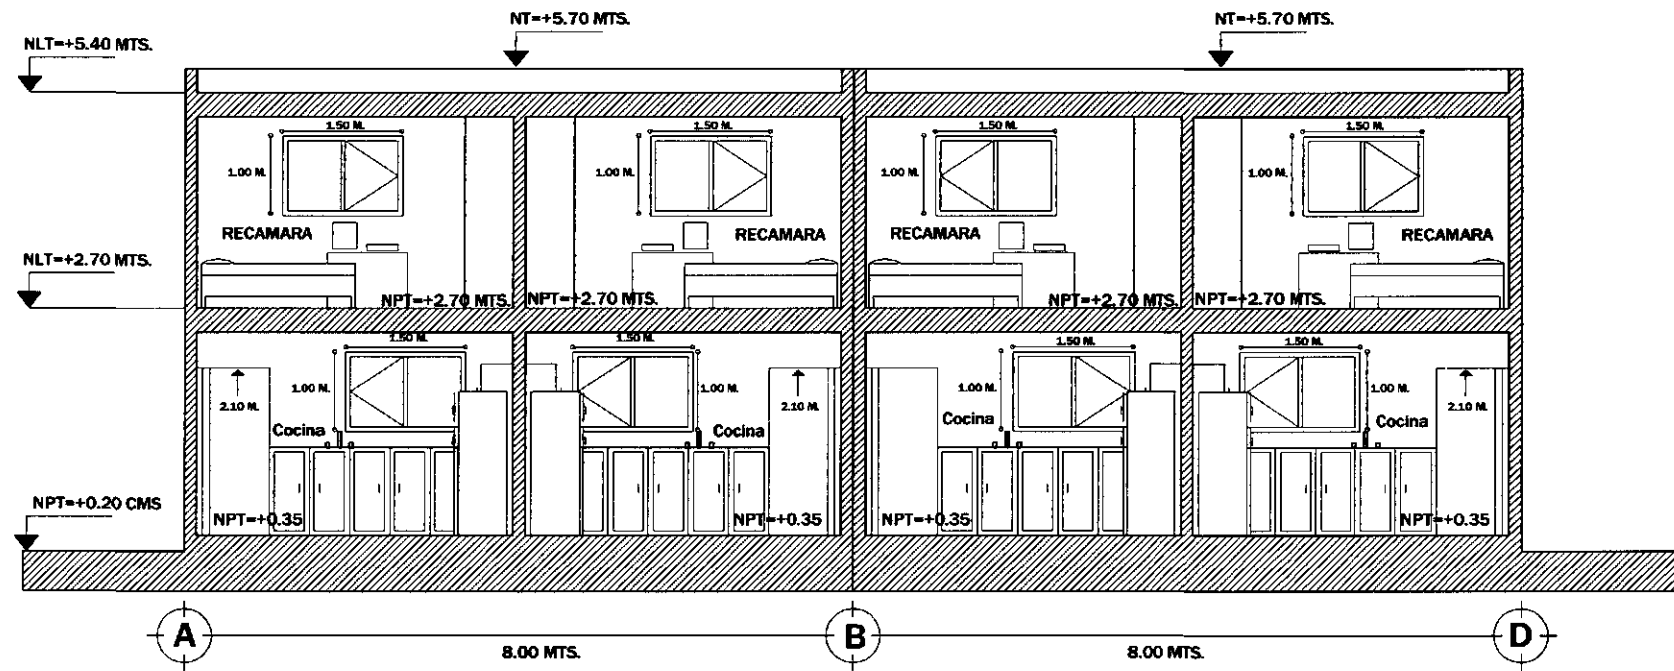 NT=+5.70 MTS.
NT=+5.70 MTS.
NLT=+5.40 MTS.
1.50 M.
1.50 M.
1.50 M.
1.50 M.
1.00 M.
1.00 M.
1.00 M.
1.00 M.
RECAMARA
RECAMARA
RECAMARA
RECAMARA
NLT=+2.70 MTS.
NPT=+2.70 MTS.
NPT=+2.70 MTS.
NPT=+2.70 MTS.
NPT=+2.70 MTS.
1.50 M.
1.50 M.
1.50 M.
1.50 M.
1.00 M.
1.00 M.
1.00 M.
1.00 M.
2.10 M.
2.10 M.
2.10 M.
2.10 M.
Cocina
Cocina
Cocina
Cocina
NPT=+0.20 CMS
NPT=+0.35
NPT=+0.35
NPT=+0.35
NPT=+0.35
A
B
D
8.00 MTS.
8.00 MTS.